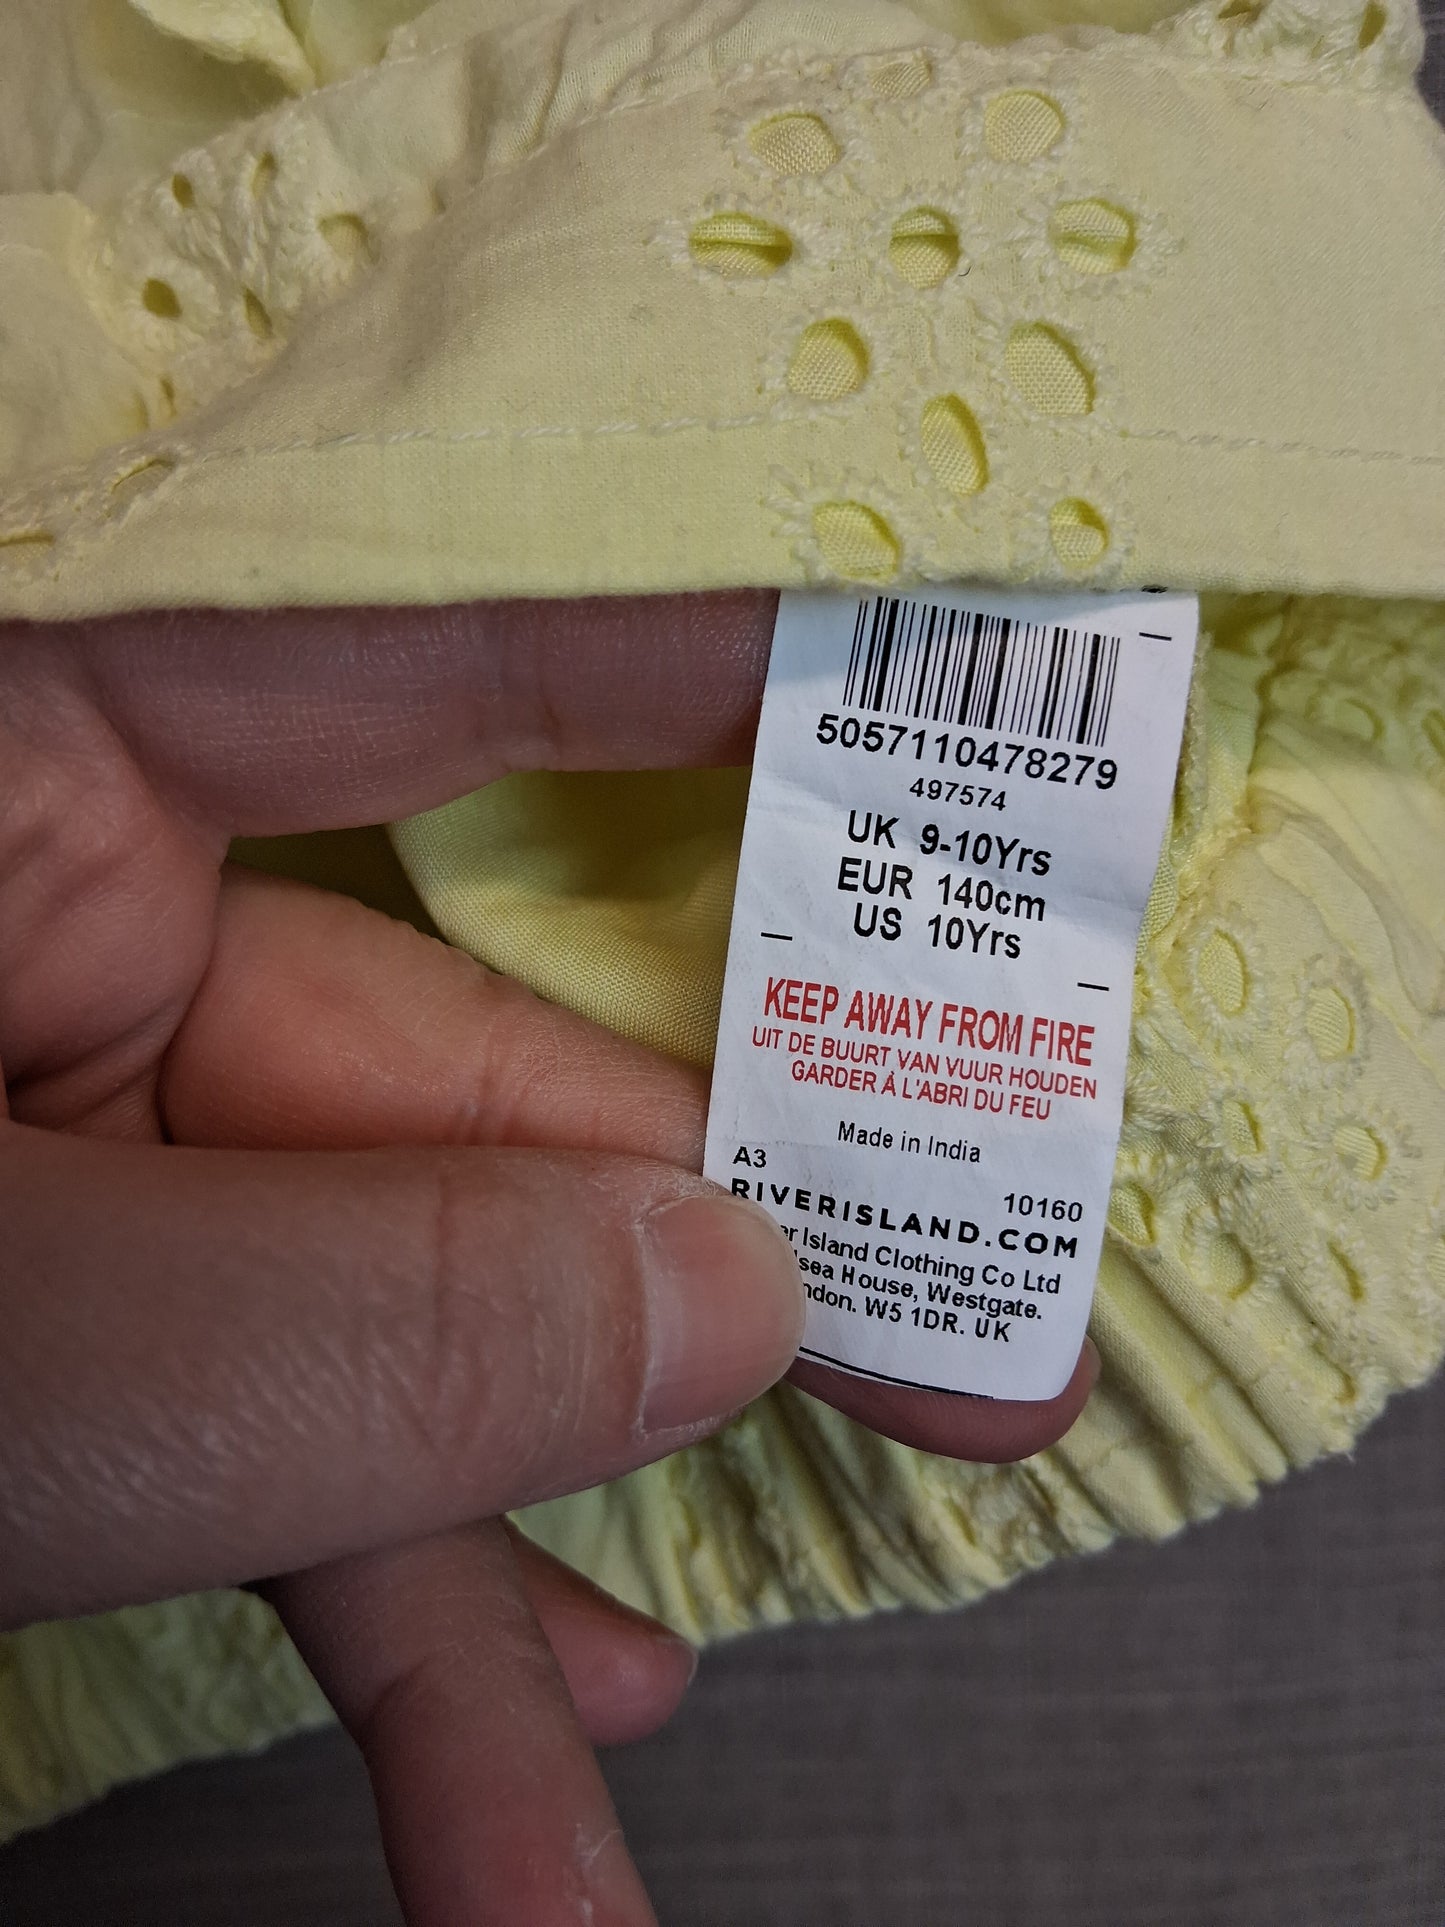 5057110478279
497574
UK 9-10Yrs
EUR 140cm
US 10Yrs
KEEP AWAY FROM FIRE
UIT DE BUURT VAN VUUR HOUDEN
GARDER À L'ABRI DU FEU
Made in India
A3
10160
RIVERISLAND.COM
Island Clothing Co Ltd
House, Westgate.
W5 1DR. UK